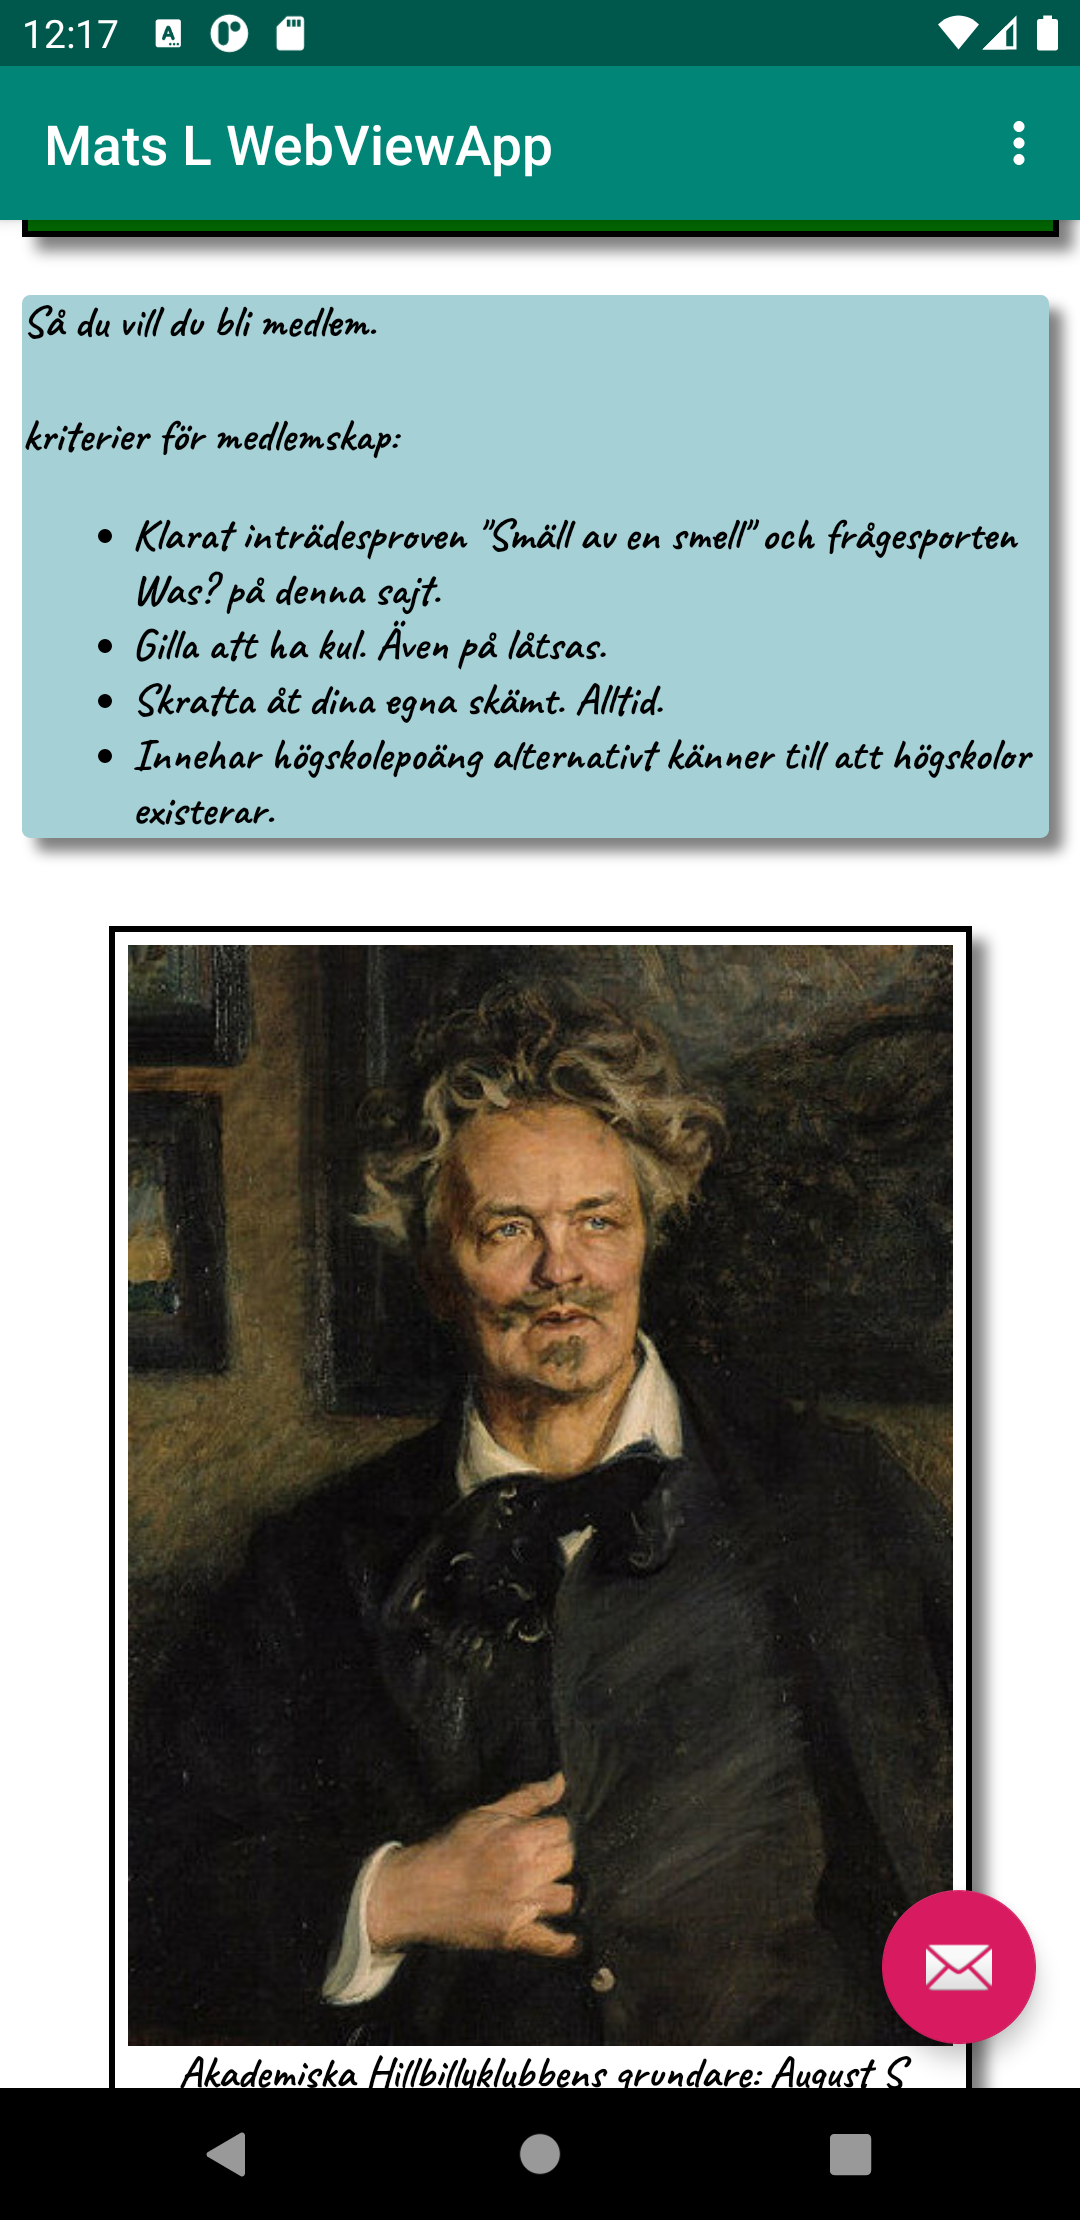 12:17
Mats L WebViewApp
Så du vill du bli medlem.
kriterier för medlemskap:
Klarat inträdesproven "Smäll av en smell" och frågesporten
Was? på denna sajt.
Gilla att ha kul. Även på låtsas.
Skratta åt dina egna skämt. Alltid.
Innehar högskolepoäng alternativt känner till att högskolor
existerar.
Akademiska Hillbillyklubbens grundare: August S